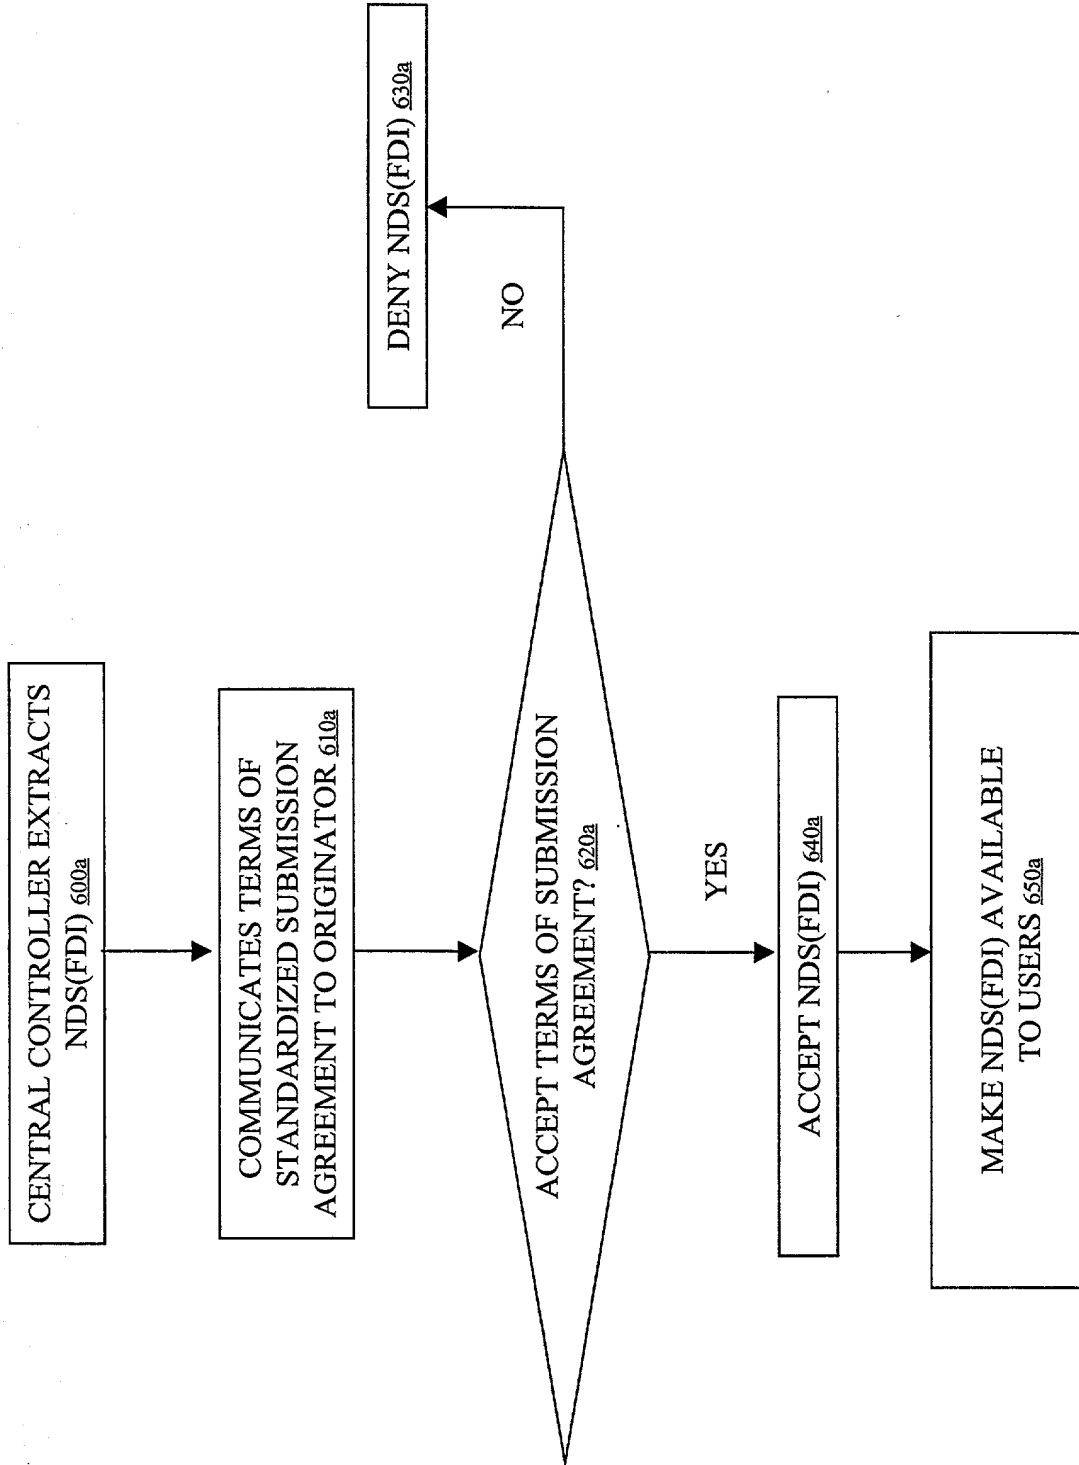 CENTRAL CONTROLLER EXTRACTS
NDS(FDI) 600a
COMMUNICATES TERMS OF
STANDARDIZED SUBMISSION
AGREEMENT TO ORIGINATOR 610a
ACCEPT TERMS OF SUBMISSION
AGREEMENT? 620a
NO
DENY NDS(FDI) 630a
YES
ACCEPT NDS(FDI) 640a
MAKE NDS(FDI) AVAILABLE
TO USERS 650a